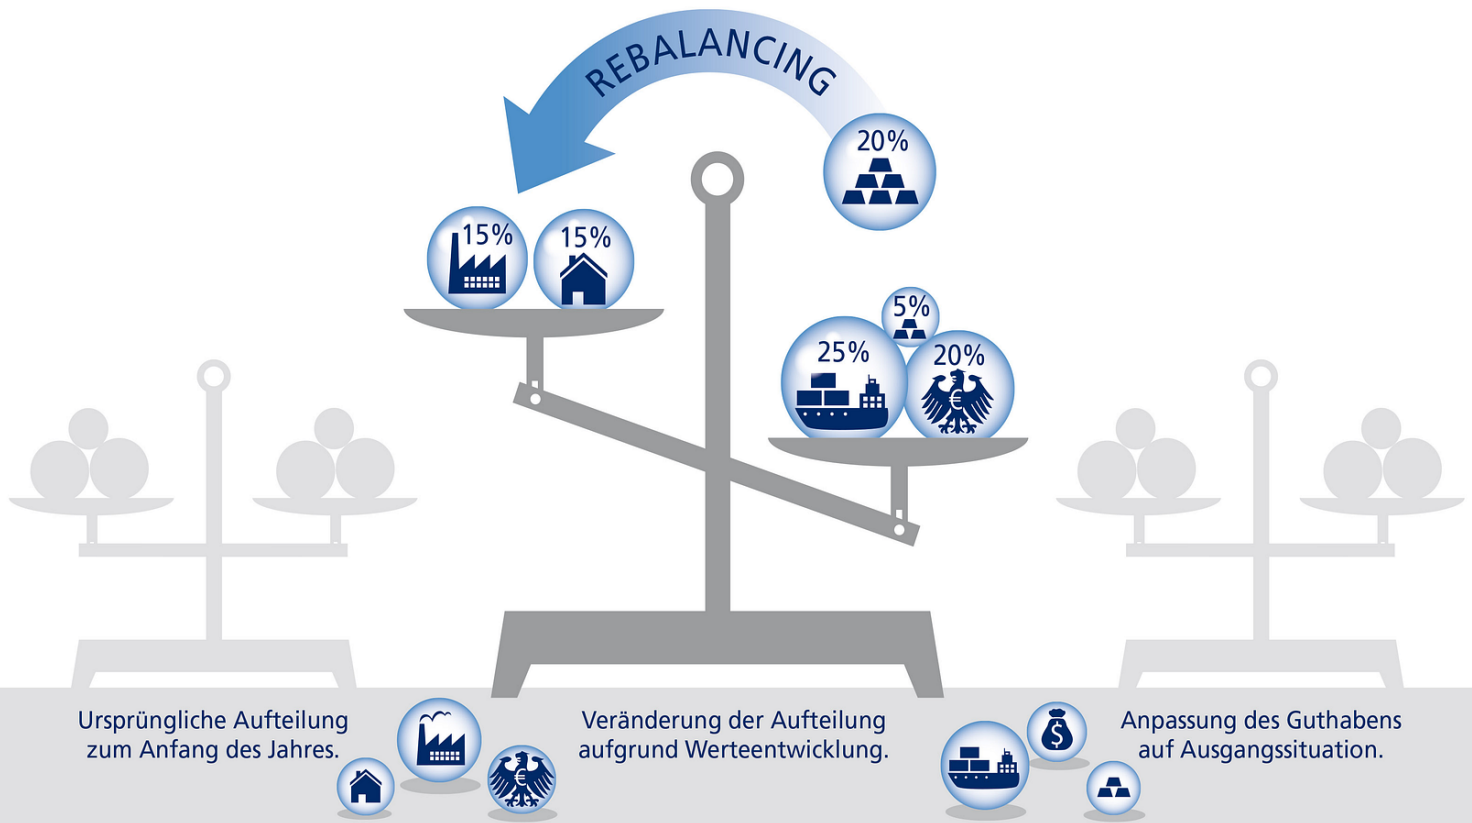 REBALANCING
20%
15%
15%
5%
25%
20%
€
Ursprüngliche Aufteilung
zum Anfang des Jahres.
€
Veränderung der Aufteilung
aufgrund Werteentwicklung.
$
Anpassung des Guthabens
auf Ausgangssituation.